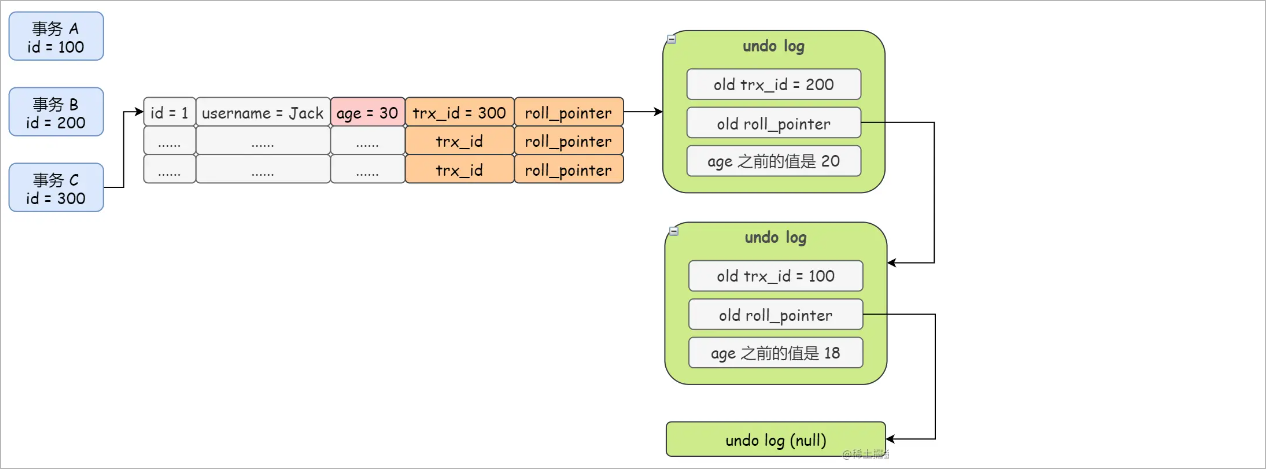 事务 A
id = 100
事务 B
id = 200
事务 C
id = 300
id = 1 username = Jack age = 30 trx_id = 300 roll_pointer
...... ...... ...... trx_id roll_pointer
...... ...... ...... trx_id roll_pointer
undo log
old trx_id = 200
old roll_pointer
age 之前的值是 20
undo log
old trx_id = 100
old roll_pointer
age 之前的值是 18
undo log (null)
@稀土掘